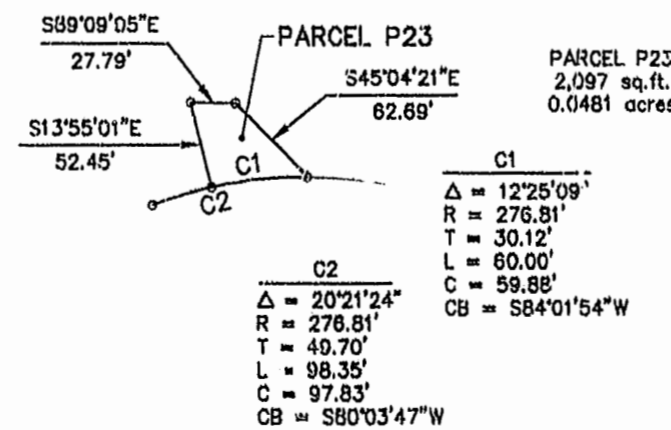 S89°09'05"E
27.79'
PARCEL P23
S45°04'21"E
62.69'
PARCEL P23
2,097 sq.ft.
0.0481 acres
S13°55'01"E
52.45'
C1
C2
C1
Δ = 12°25'09"
R = 276.81'
T = 30.12'
L = 60.00'
C = 59.88'
CB = S84°01'54"W
C2
Δ = 20°21'24"
R = 276.81'
T = 49.70'
L = 98.35'
C = 97.83'
CB = S80°03'47"W